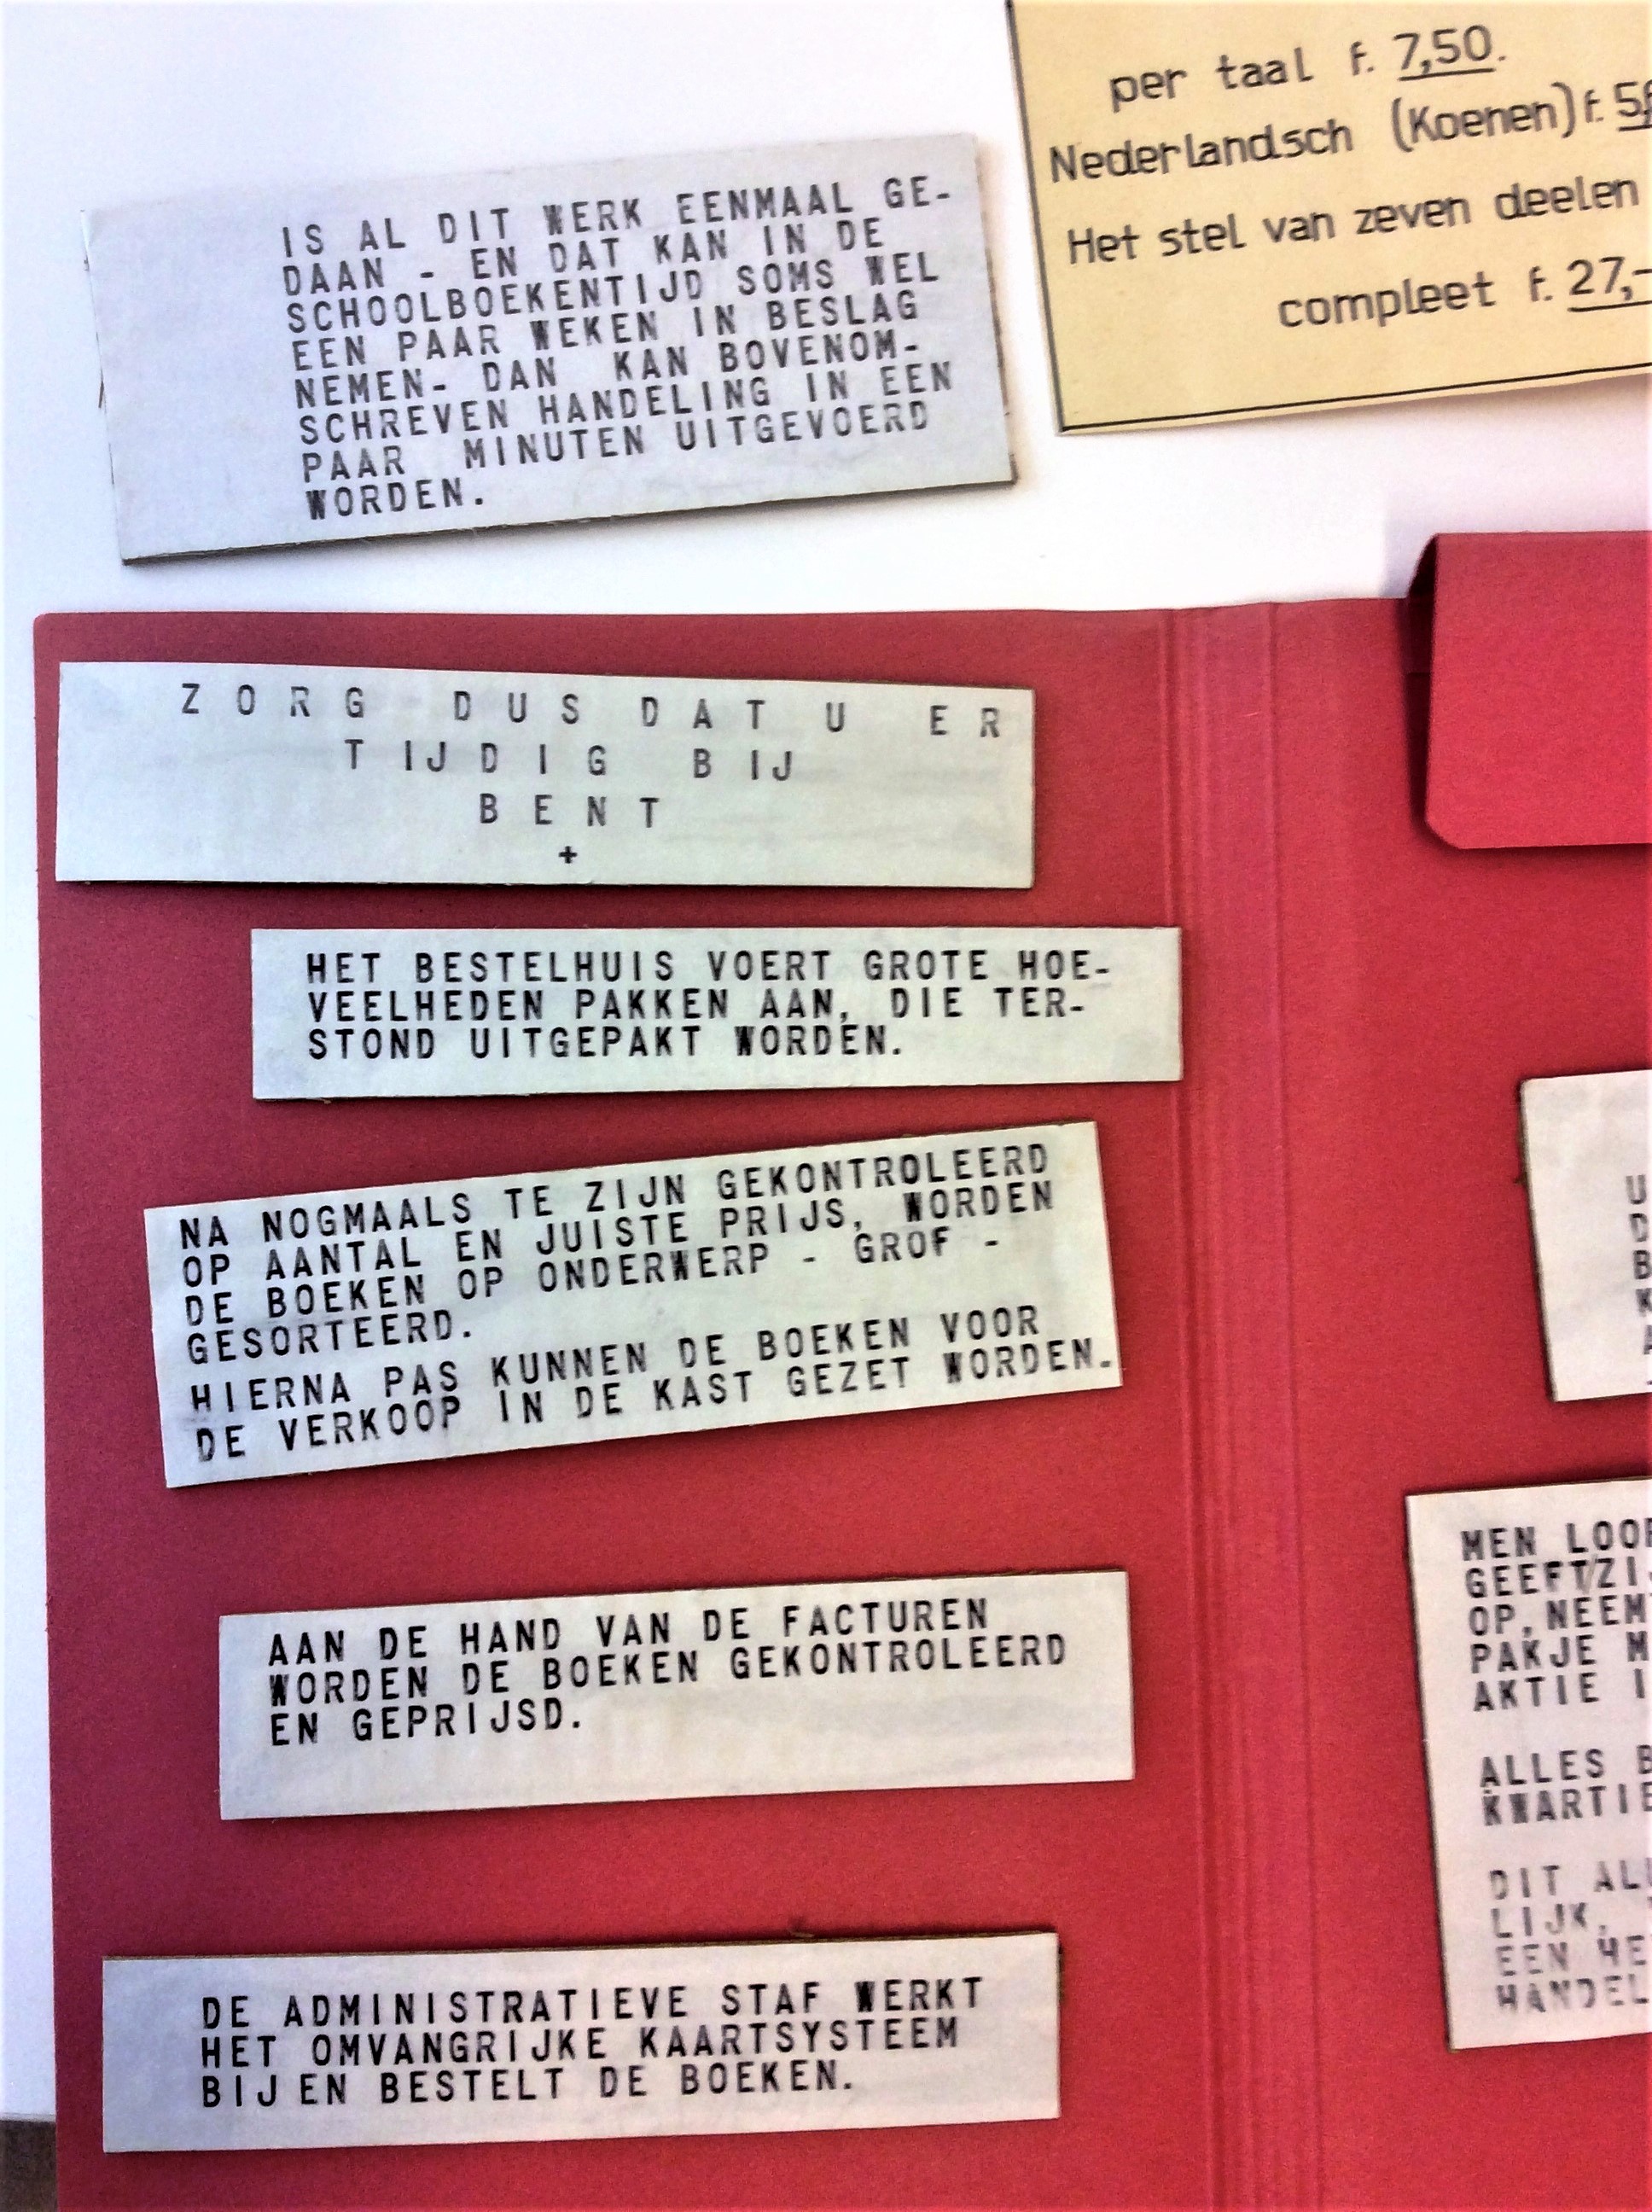 per taal f. 7,50.
Nederlandsch (Koenen) f.
Het stel van zeven deelen
compleet f. 27,-
IS AL DIT WERK EENMAAL GE-
DAAN - EN DAT KAN IN DE
SCHOOLBOEKENTIJD SOMS WEL
EEN PAAR WEKEN IN BESLAG
NEMEN- DAN KAN BOVENOM-
SCHREVEN HANDELING IN EEN
PAAR MINUTEN UITGEVOERD
WORDEN.
Z O R G D U S D A T U E R
T IJ D I G B IJ
B E N T
+
HET BESTELHUIS VOERT GROTE HOE-
VEELHEDEN PAKKEN AAN, DIE TER-
STOND UITGEPAKT WORDEN.
NA NOGMAALS TE ZIJN GEKONTROLEERD
OP AANTAL EN JUISTE PRIJS, WORDEN
DE BOEKEN OP ONDERWERP - GROF -
GESORTEERD.
HIERNA PAS KUNNEN DE BOEKEN VOOR
DE VERKOOP IN DE KAST GEZET WORDEN.
AAN DE HAND VAN DE FACTUREN
WORDEN DE BOEKEN GEKONTROLEERD
EN GEPRIJSD.
DE ADMINISTRATIEVE STAF WERKT
HET OMVANGRIJKE KAARTSYSTEEM
BIJ EN BESTELT DE BOEKEN.
MEN
OP, NEEM
PAKJE
AKTIE
ALLES
DIT
LIJK,
EEN